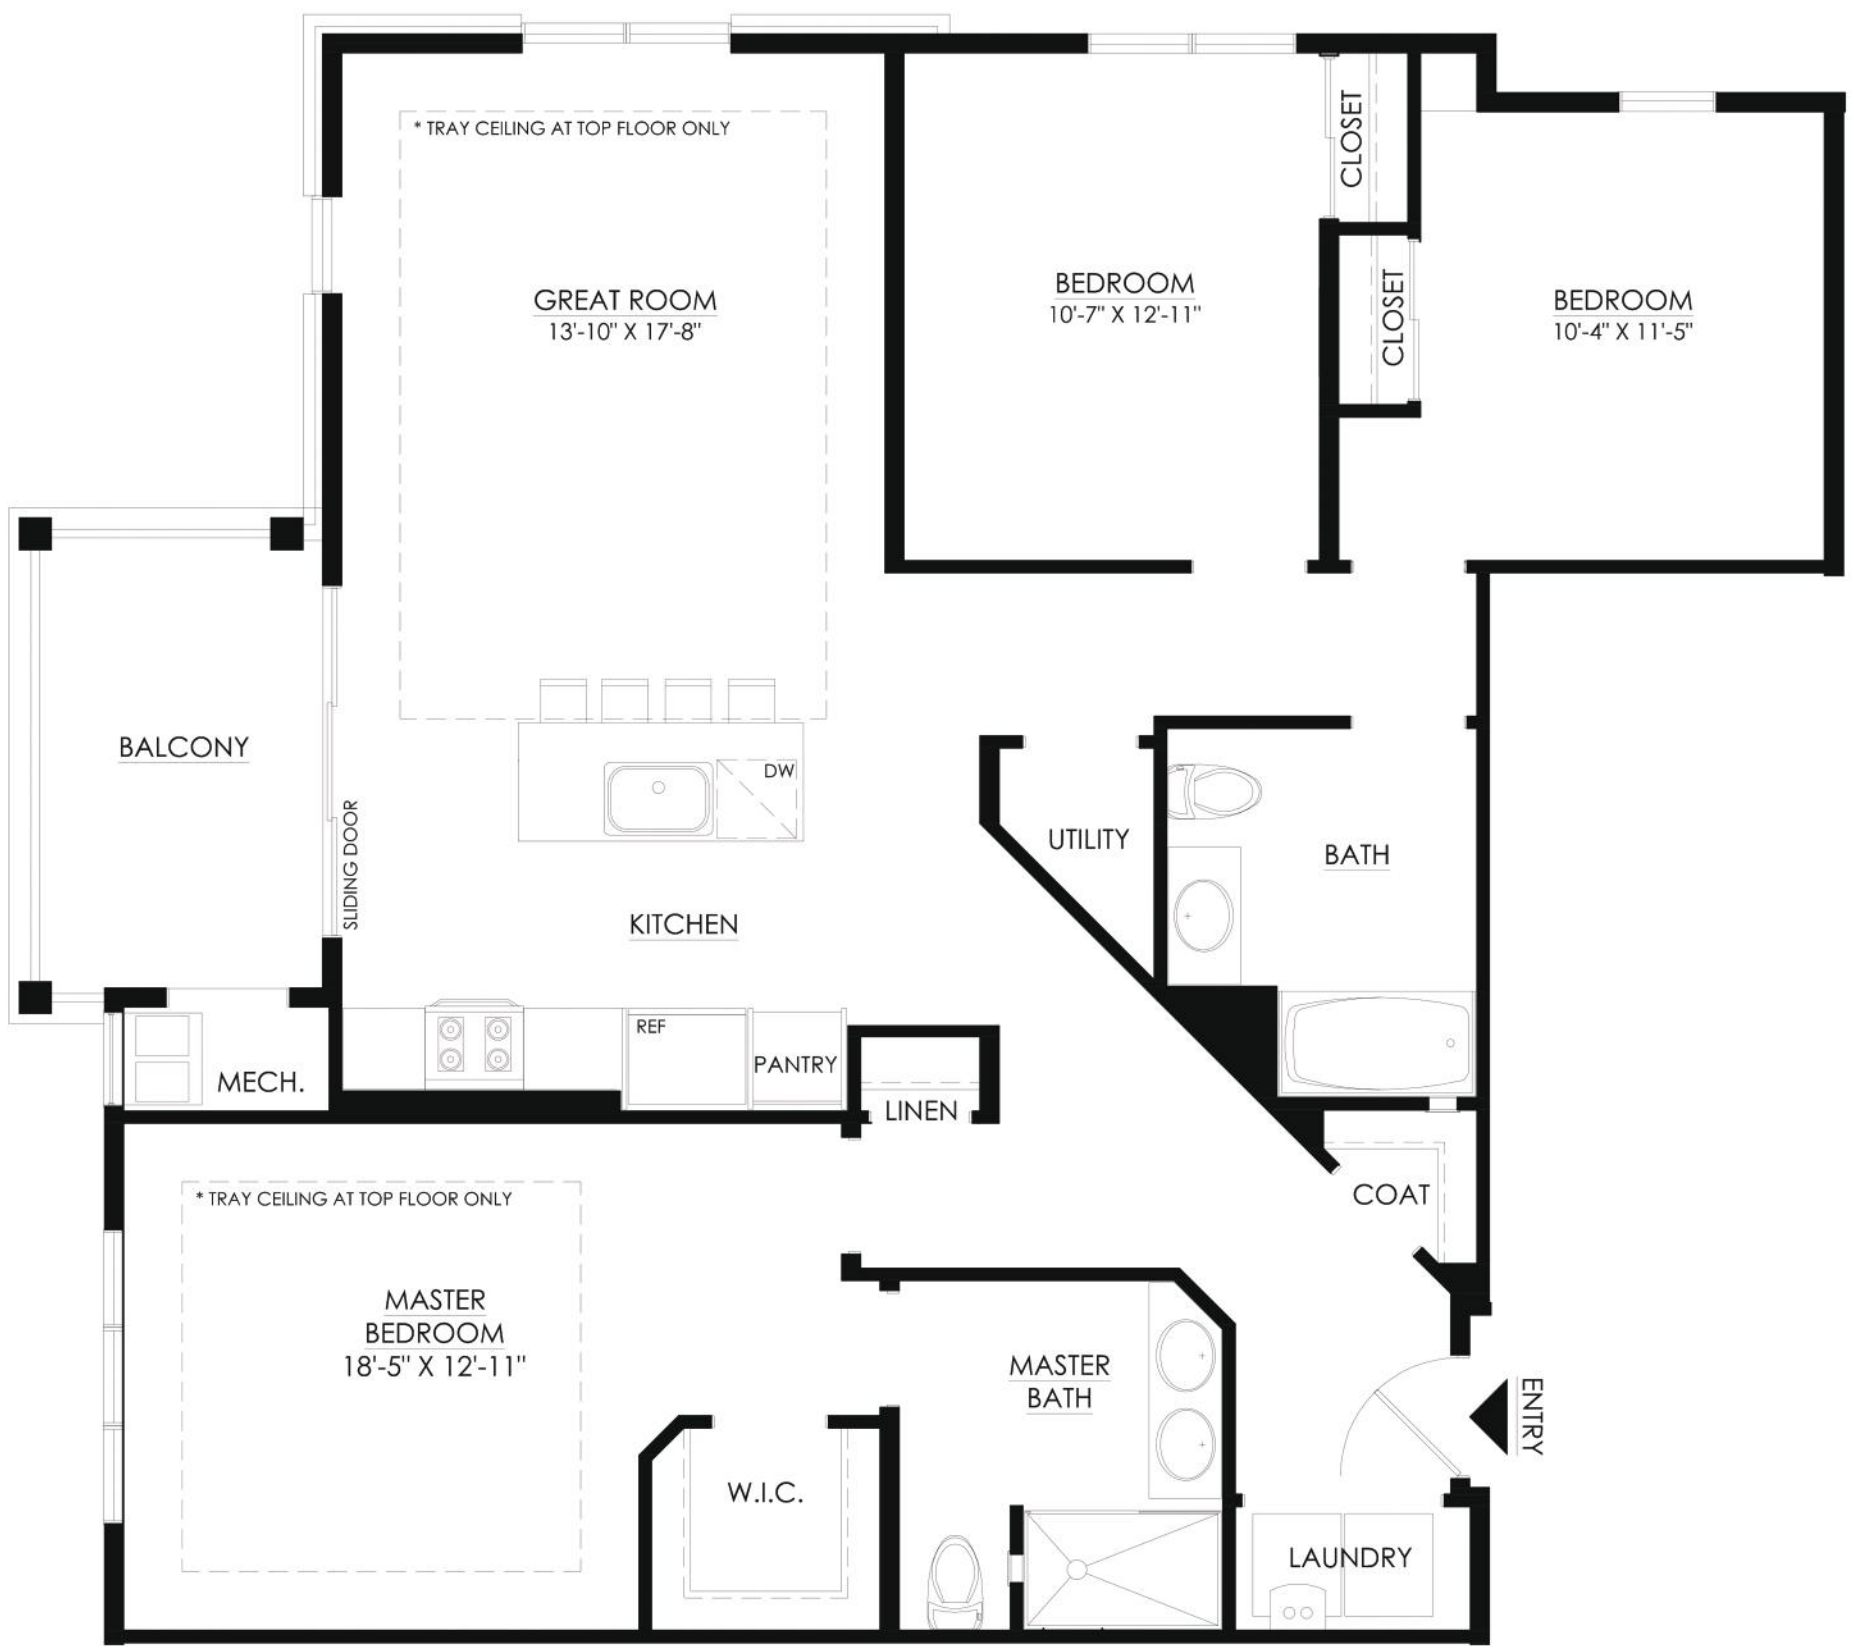 * TRAY CEILING AT TOP FLOOR ONLY
GREAT ROOM
13'-10" X 17'-8"
BEDROOM
10'-7" X 12'-11"
CLOSET
CLOSET
BEDROOM
10'-4" X 11'-5"
BALCONY
SLIDING DOOR
DW
KITCHEN
UTILITY
BATH
MECH.
REF
PANTRY
LINEN
COAT
* TRAY CEILING AT TOP FLOOR ONLY
MASTER
BEDROOM
18'-5" X 12'-11"
MASTER
BATH
ENTRY
W.I.C.
LAUNDRY